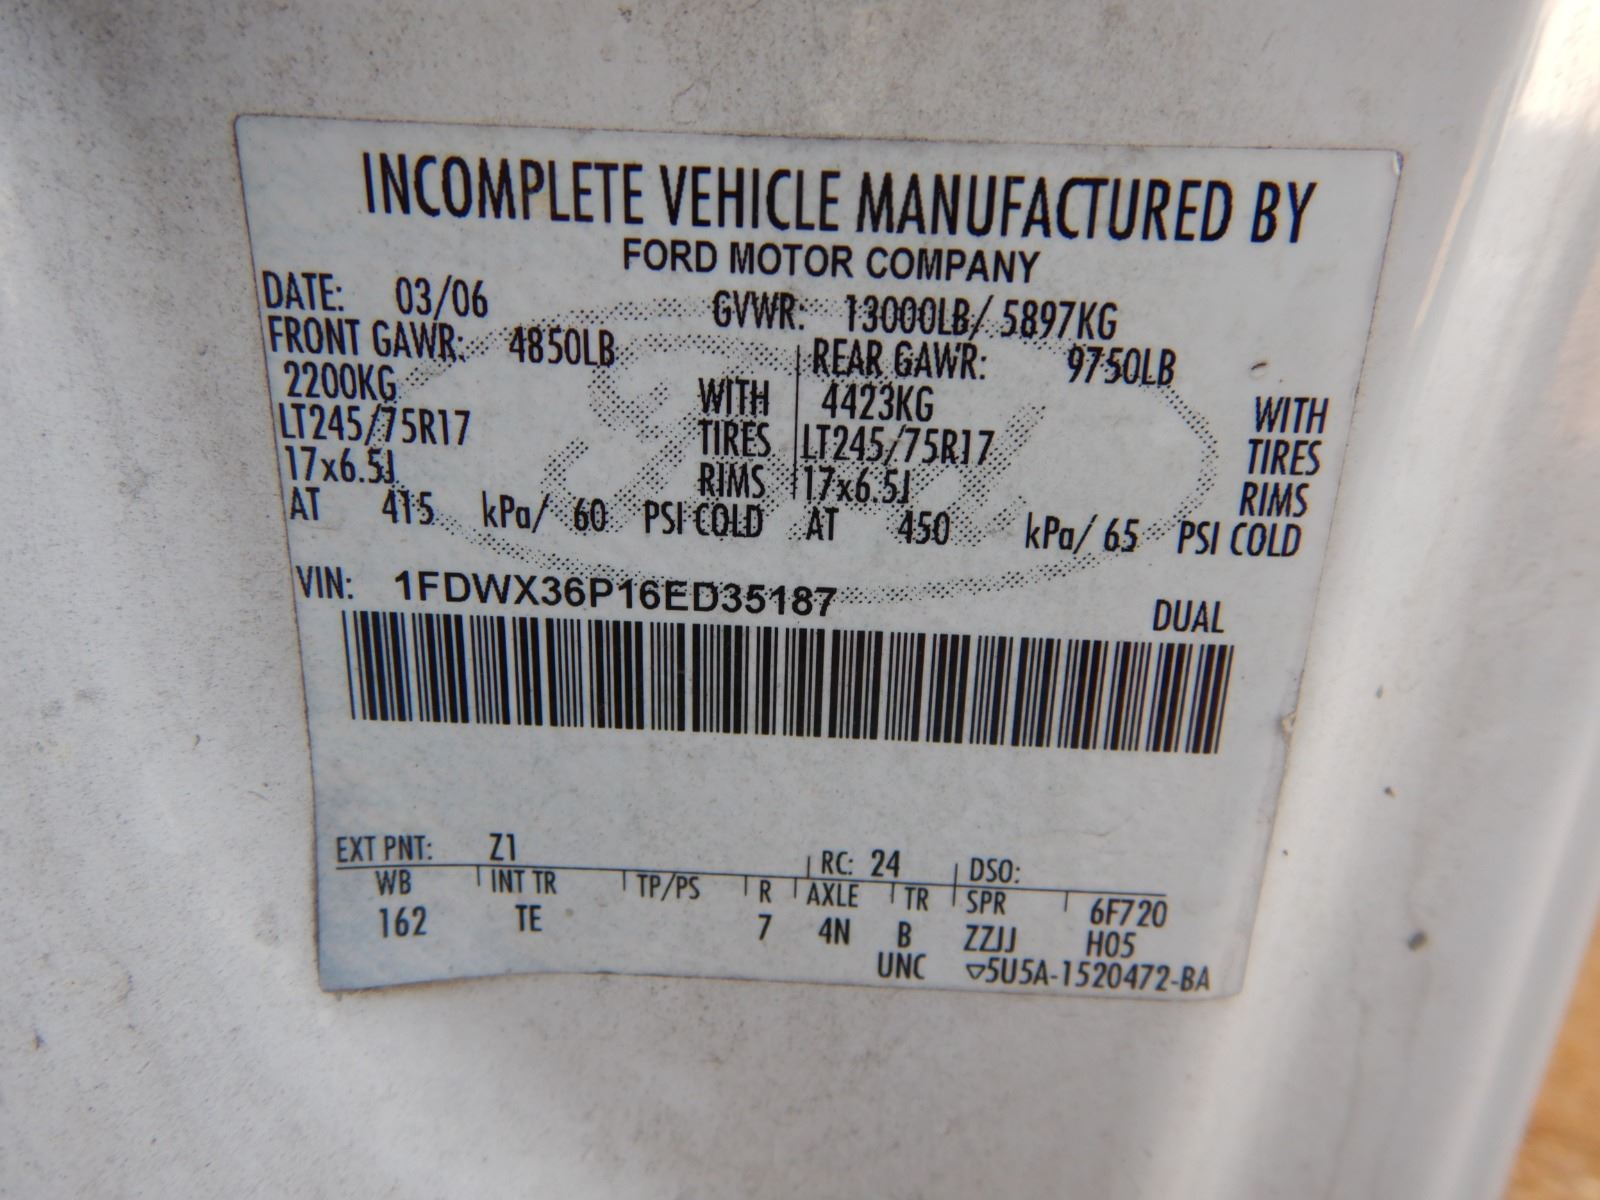 INCOMPLETE VEHICLE MANUFACTURED BY
FORD MOTOR COMPANY
DATE: 03/06 GVWR: 13000LB/ 5897KG
FRONT GAWR: 4850LB REAR GAWR: 9750LB
2200KG WITH 4423KG WITH
LT245/75R17 TIRES LT245/75R17 TIRES
17x6.5J RIMS 17x6.5J RIMS
AT 415 kPa/ 60 PSI COLD AT 450 kPa/ 65 PSI COLD
VIN: 1FDWX36P16ED35187 DUAL
EXT PNT: Z1 RC: 24 DSO:
WB INT TR TP/PS R AXLE TR SPR 6F720
162 TE 7 4N B ZZJJ H05
UNC ▽5U5A-1520472-BA